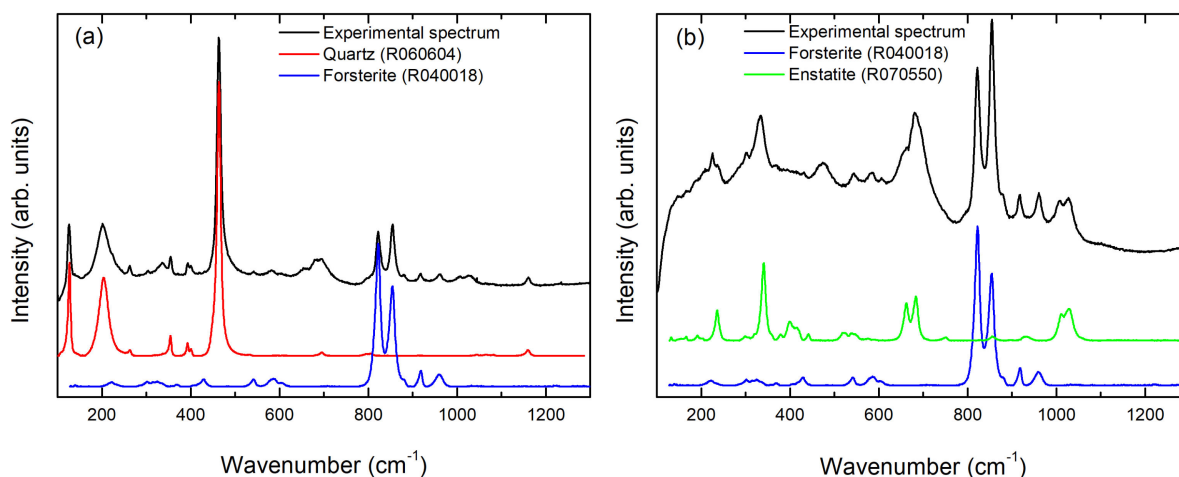 (a)
Experimental spectrum
Quartz (R060604)
Forsterite (R040018)
Intensity (arb. units)
200 400 600 800 1000 1200
Wavenumber (cm⁻¹)
(b)
Experimental spectrum
Forsterite (R040018)
Enstatite (R070550)
Intensity (arb. units)
200 400 600 800 1000 1200
Wavenumber (cm⁻¹)